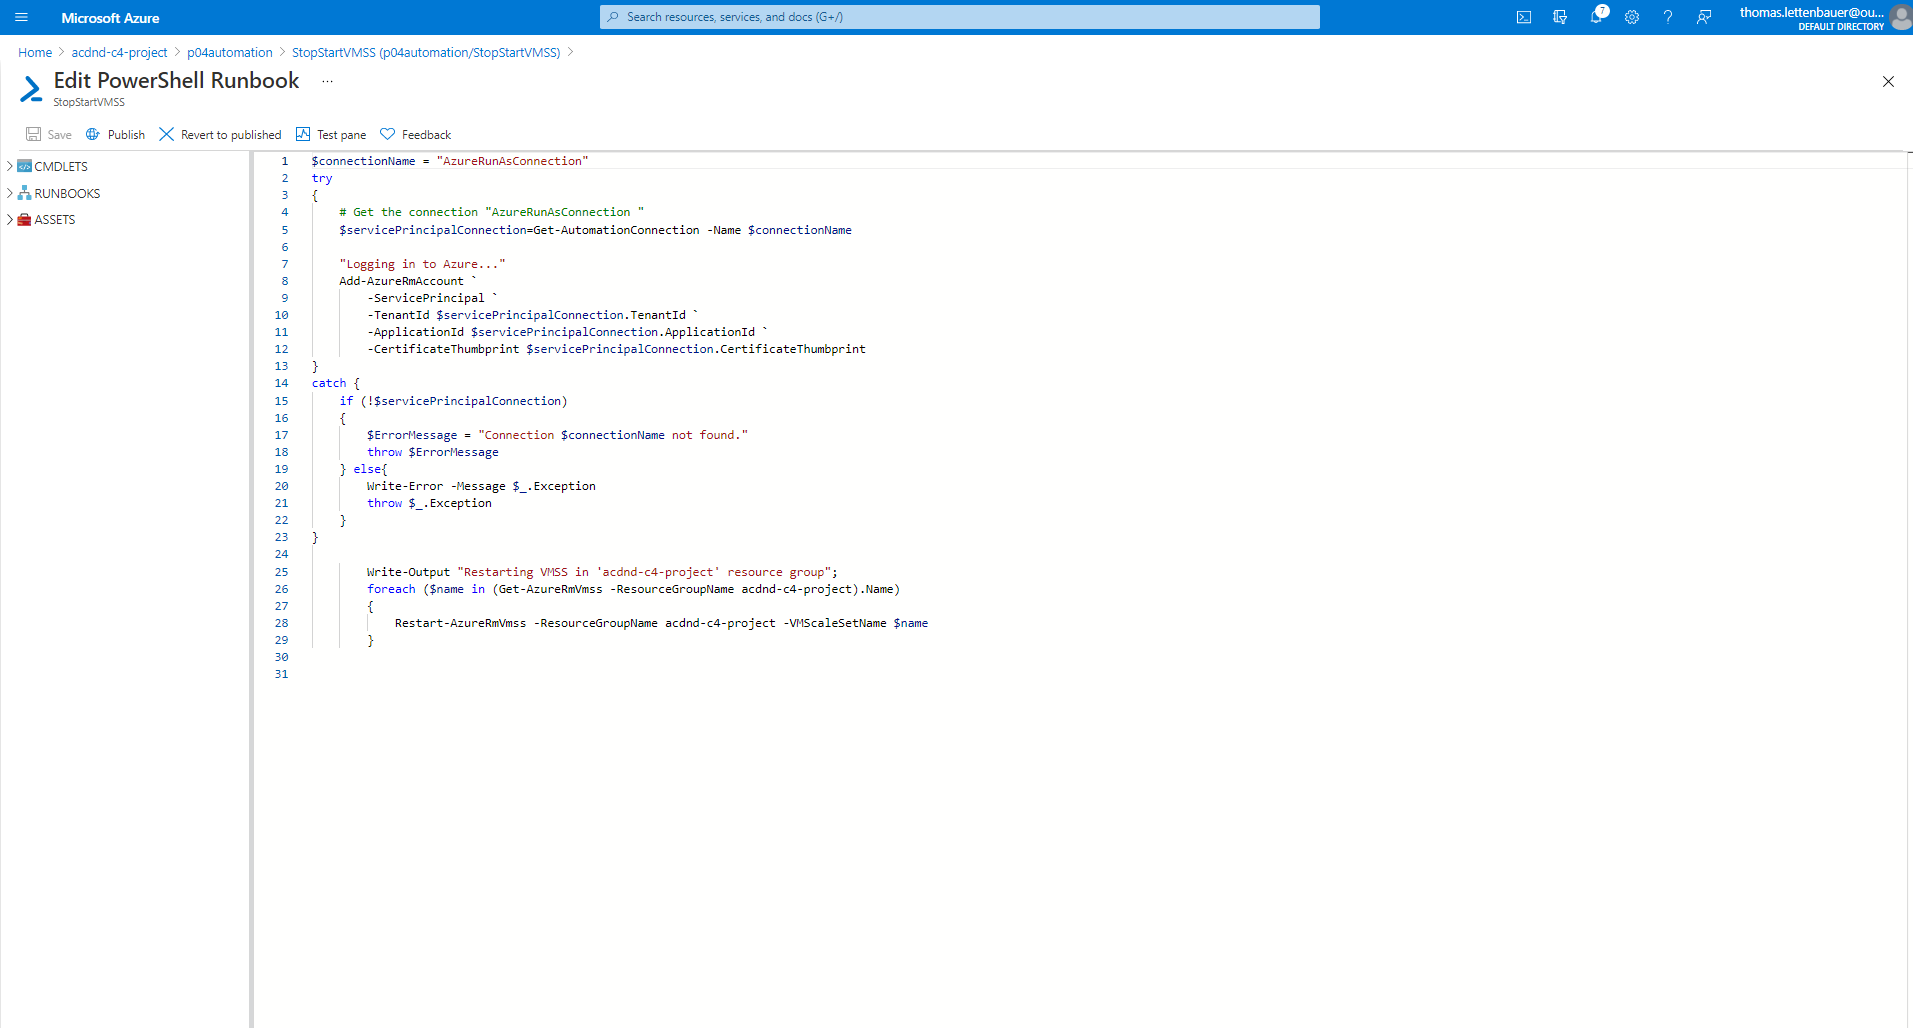 Microsoft Azure
Search resources, services, and docs (G+/)
7
thomas.lettenbauer@ou...
DEFAULT DIRECTORY
Home > acdnd-c4-project > p04automation > StopStartVMSS (p04automation/StopStartVMSS) >
Edit PowerShell Runbook ...
StopStartVMSS
Save Publish Revert to published Test pane Feedback
CMDLETS
RUNBOOKS
ASSETS
1 $connectionName = "AzureRunAsConnection"
2 try
3 {
4 # Get the connection "AzureRunAsConnection "
5 $servicePrincipalConnection=Get-AutomationConnection -Name $connectionName
6
7 "Logging in to Azure..."
8 Add-AzureRmAccount `
9 -ServicePrincipal `
10 -TenantId $servicePrincipalConnection.TenantId `
11 -ApplicationId $servicePrincipalConnection.ApplicationId `
12 -CertificateThumbprint $servicePrincipalConnection.CertificateThumbprint
13 }
14 catch {
15 if (!$servicePrincipalConnection)
16 {
17 $ErrorMessage = "Connection $connectionName not found."
18 throw $ErrorMessage
19 } else{
20 Write-Error -Message $_.Exception
21 throw $_.Exception
22 }
23 }
24
25 Write-Output "Restarting VMSS in 'acdnd-c4-project' resource group";
26 foreach ($name in (Get-AzureRmVmss -ResourceGroupName acdnd-c4-project).Name)
27 {
28 Restart-AzureRmVmss -ResourceGroupName acdnd-c4-project -VMScaleSetName $name
29 }
30
31